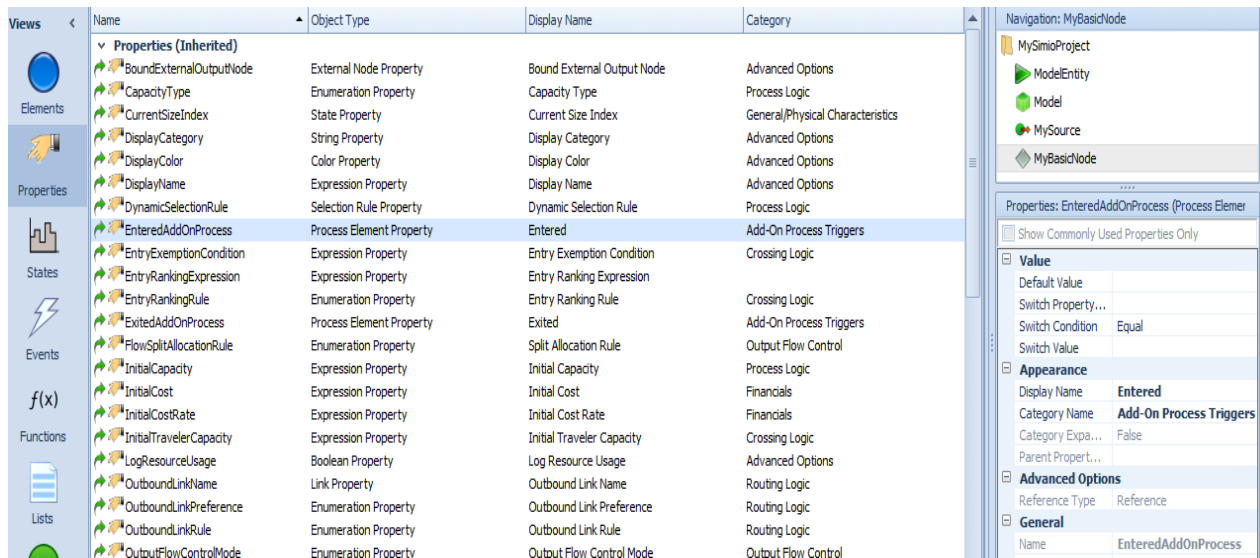 Views <
Elements
Properties
States
Events
f(x)
Functions
Lists
Name Object Type Display Name Category
Properties (Inherited)
BoundExternalOutputNode External Node Property Bound External Output Node Advanced Options
CapacityType Enumeration Property Capacity Type Process Logic
CurrentSizeIndex State Property Current Size Index General/Physical Characteristics
DisplayCategory String Property Display Category Advanced Options
DisplayColor Color Property Display Color Advanced Options
DisplayName Expression Property Display Name Advanced Options
DynamicSelectionRule Selection Rule Property Dynamic Selection Rule Process Logic
EnteredAddOnProcess Process Element Property Entered Add-On Process Triggers
EntryExemptionCondition Expression Property Entry Exemption Condition Crossing Logic
EntryRankingExpression Expression Property Entry Ranking Expression
EntryRankingRule Enumeration Property Entry Ranking Rule Crossing Logic
ExitedAddOnProcess Process Element Property Exited Add-On Process Triggers
FlowSplitAllocationRule Enumeration Property Split Allocation Rule Output Flow Control
InitialCapacity Expression Property Initial Capacity Process Logic
InitialCost Expression Property Initial Cost Financials
InitialCostRate Expression Property Initial Cost Rate Financials
InitialTravelerCapacity Expression Property Initial Traveler Capacity Crossing Logic
LogResourceUsage Boolean Property Log Resource Usage Advanced Options
OutboundLinkName Link Property Outbound Link Name Routing Logic
OutboundLinkPreference Enumeration Property Outbound Link Preference Routing Logic
OutboundLinkRule Enumeration Property Outbound Link Rule Routing Logic
OutputFlowControlMode Enumeration Property Output Flow Control Mode Output Flow Control
Navigation: MyBasicNode
MySimioProject
ModelEntity
Model
MySource
MyBasicNode
Properties: EnteredAddOnProcess (Process Elemer
Show Commonly Used Properties Only
Value
Default Value
Switch Property...
Switch Condition Equal
Switch Value
Appearance
Display Name Entered
Category Name Add-On Process Triggers
Category Expa... False
Parent Propert...
Advanced Options
Reference Type Reference
General
Name EnteredAddOnProcess